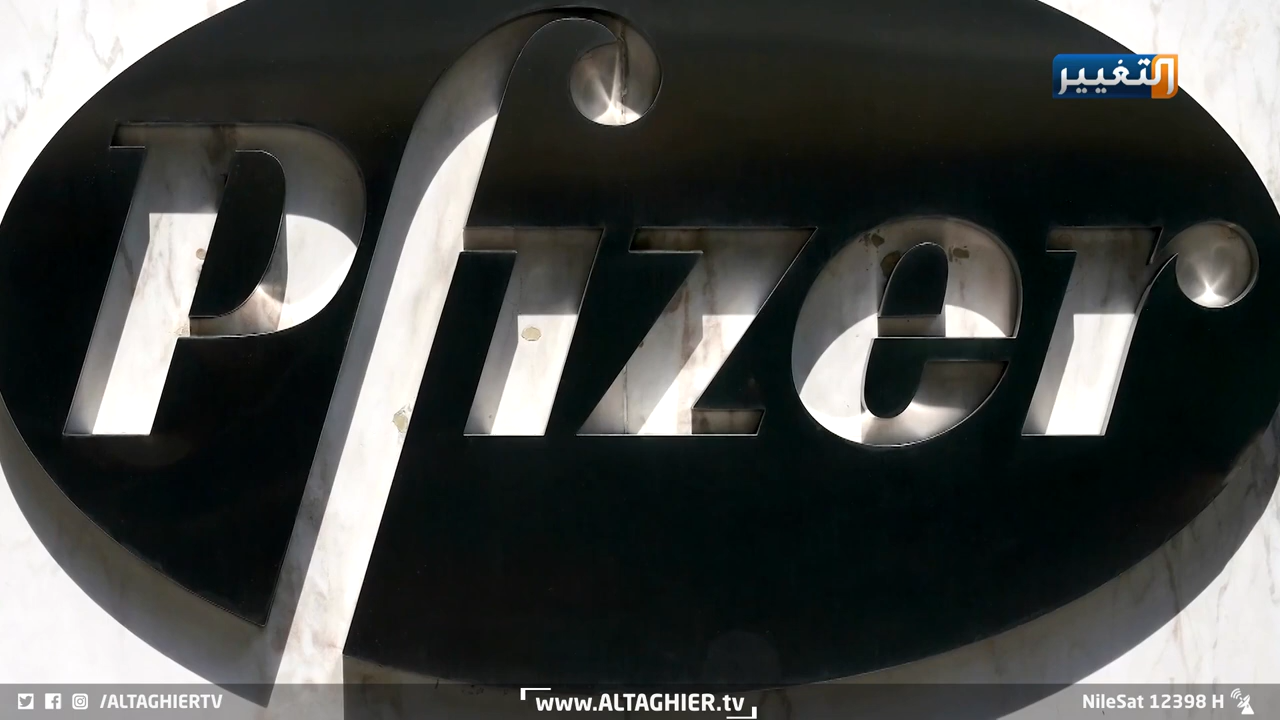 التغيير
Pfizer
/ALTAGHIERTV
www.ALTAGHIER.tv
NileSat 12398 H